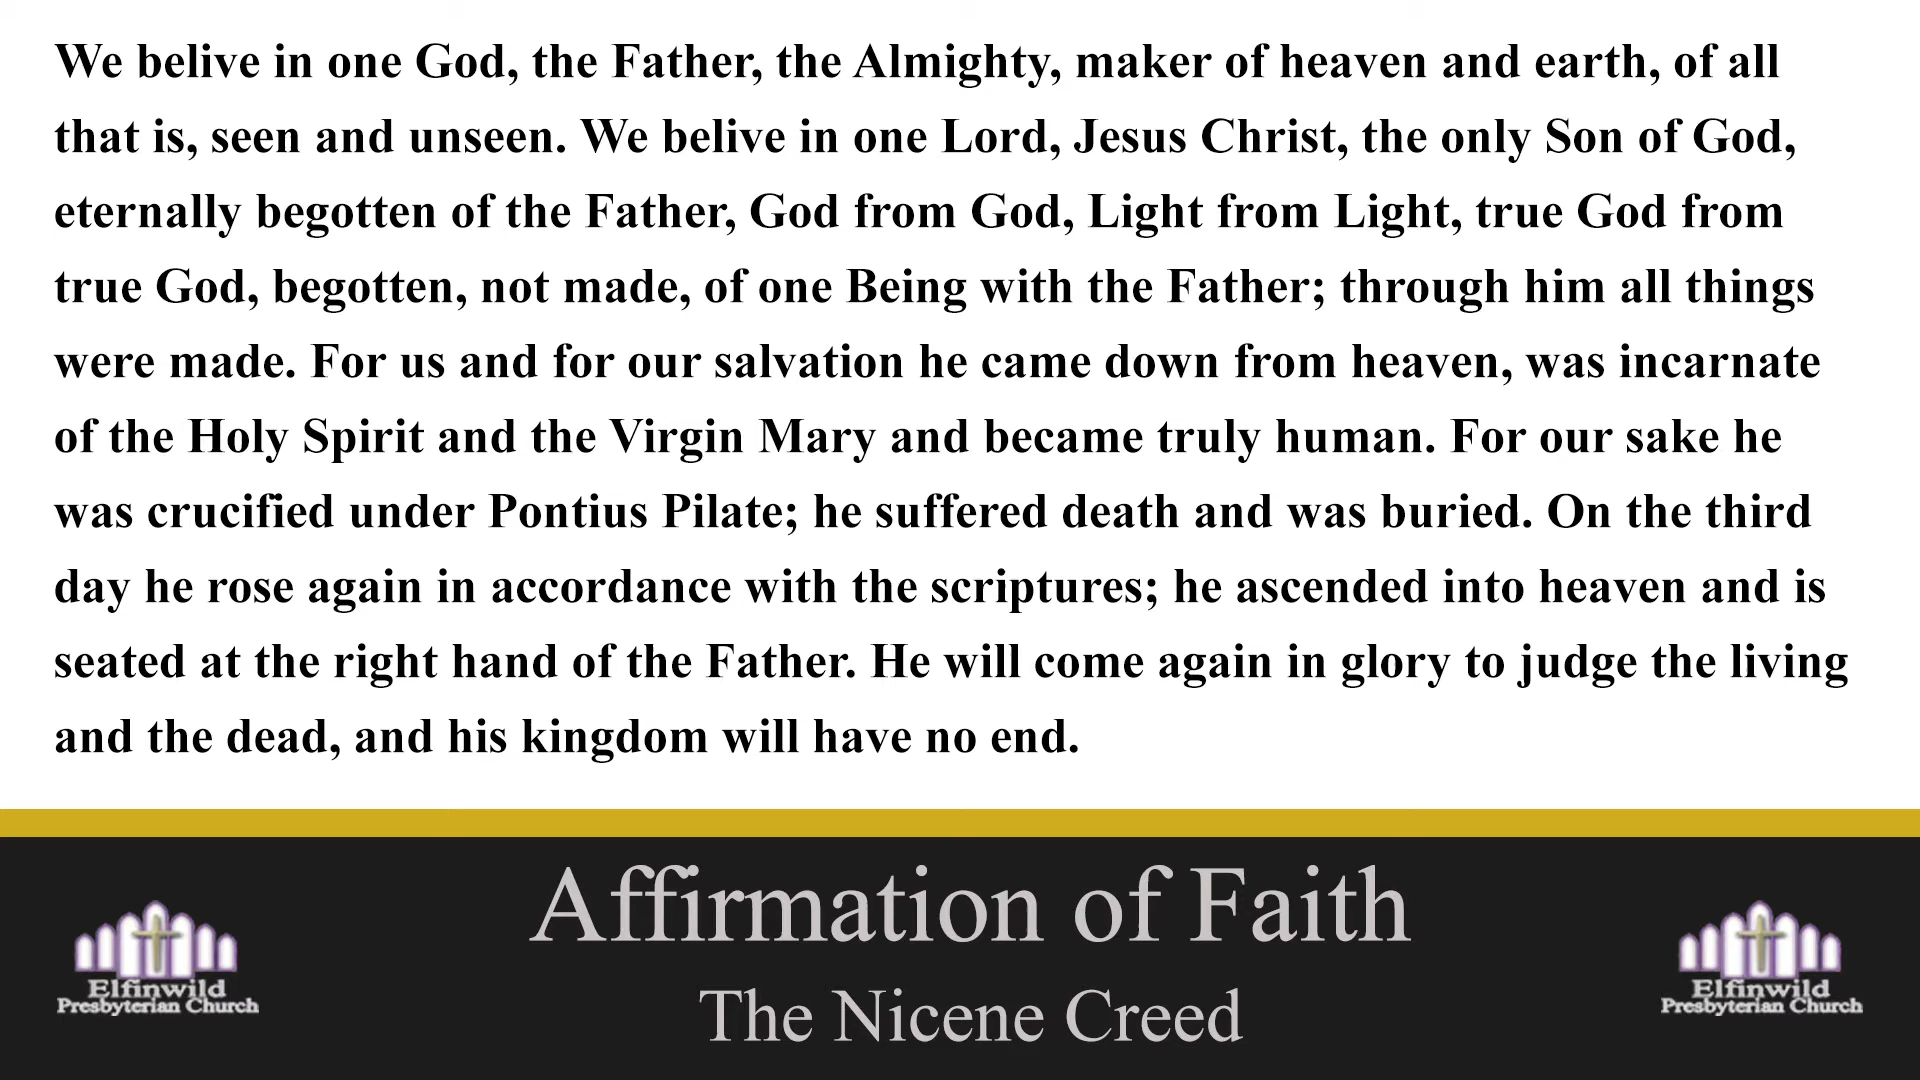 We belive in one God, the Father, the Almighty, maker of heaven and earth, of all
that is, seen and unseen. We belive in one Lord, Jesus Christ, the only Son of God,
eternally begotten of the Father, God from God, Light from Light, true God from
true God, begotten, not made, of one Being with the Father; through him all things
were made. For us and for our salvation he came down from heaven, was incarnate
of the Holy Spirit and the Virgin Mary and became truly human. For our sake he
was crucified under Pontius Pilate; he suffered death and was buried. On the third
day he rose again in accordance with the scriptures; he ascended into heaven and is
seated at the right hand of the Father. He will come again in glory to judge the living
and the dead, and his kingdom will have no end.
Affirmation of Faith
The Nicene Creed
Elfinwild
Presbyterian Church
Elfinwild
Presbyterian Church